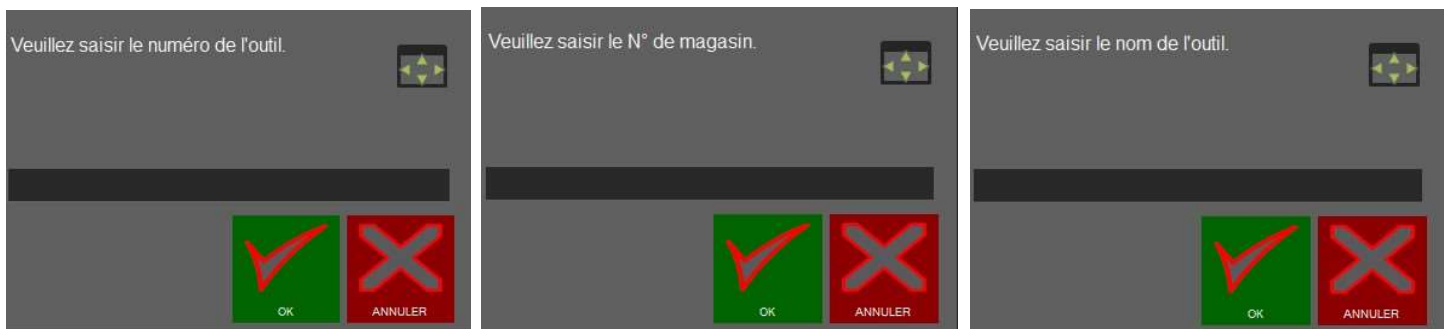 Veuillez saisir le numéro de l'outil.
OK
ANNULER
Veuillez saisir le N° de magasin.
OK
ANNULER
Veuillez saisir le nom de l'outil.
OK
ANNULER